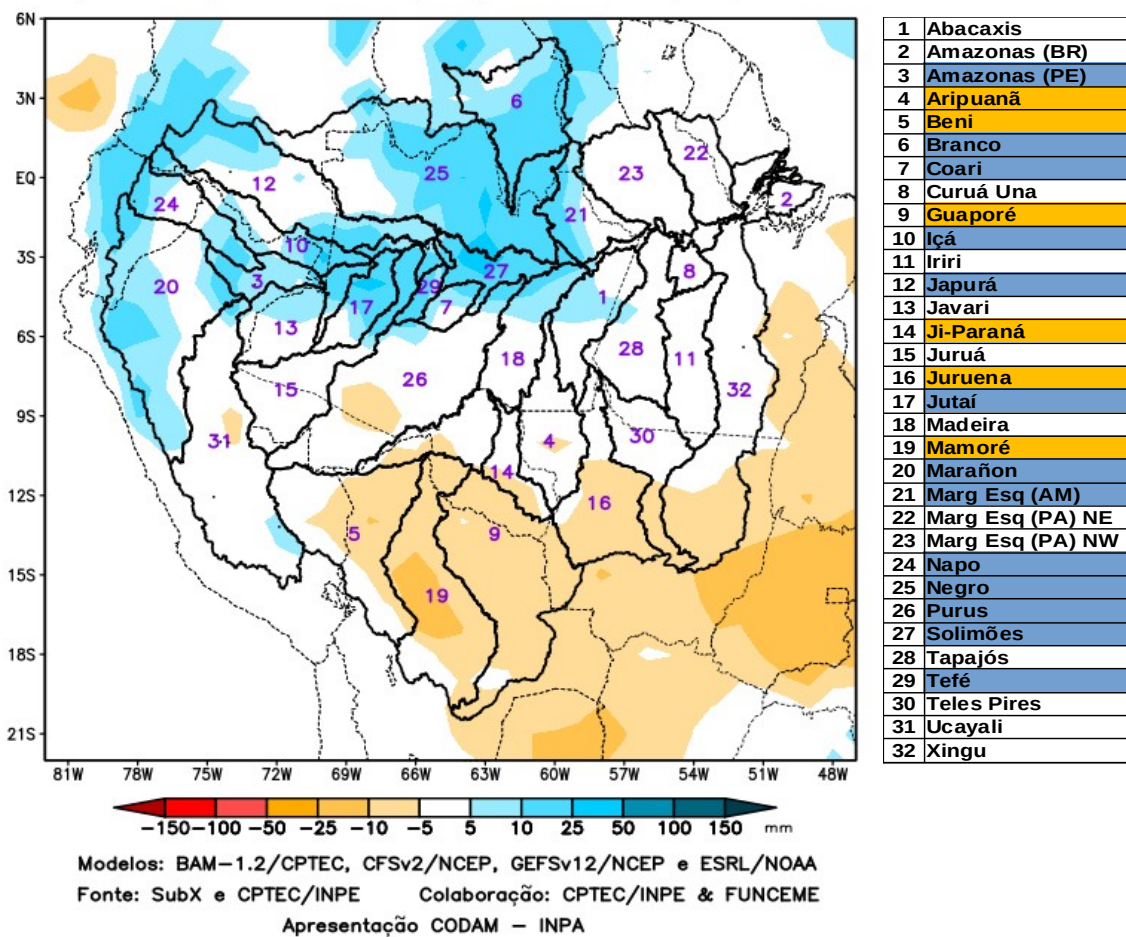 6N
3N
EQ
3S
6S
9S
12S
15S
18S
21S
81W 78W 75W 72W 69W 66W 63W 60W 57W 54W 51W 48W
6
22
23
25
12
2
24
21
10
27
8
3
29
20
1
17
7
13
28
11
18
26
15
32
31
4
30
14
16
5
9
19
1 Abacaxis
2 Amazonas (BR)
3 Amazonas (PE)
4 Aripuanã
5 Beni
6 Branco
7 Coari
8 Curuá Una
9 Guaporé
10 Içá
11 Iriri
12 Japurá
13 Javari
14 Ji-Paraná
15 Juruá
16 Juruena
17 Jutaí
18 Madeira
19 Mamoré
20 Marañon
21 Marg Esq (AM)
22 Marg Esq (PA) NE
23 Marg Esq (PA) NW
24 Napo
25 Negro
26 Purus
27 Solimões
28 Tapajós
29 Tefé
30 Teles Pires
31 Ucayali
32 Xingu
-150 -100 -50 -25 -10 -5 5 10 25 50 100 150 mm
Modelos: BAM-1.2/CPTEC, CFSv2/NCEP, GEFSv12/NCEP e ESRL/NOAA
Fonte: SubX e CPTEC/INPE Colaboração: CPTEC/INPE & FUNCEME
Apresentação CODAM - INPA